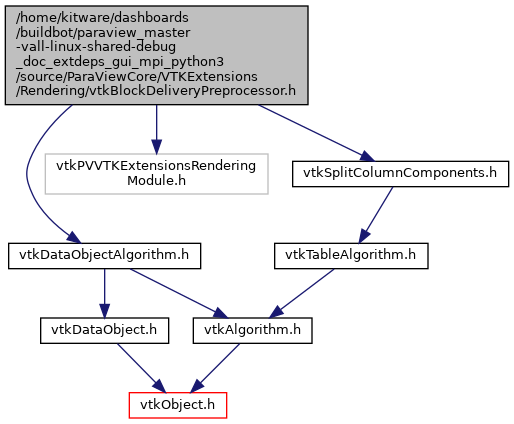 /home/kitware/dashboards
/buildbot/paraview_master
-vall-linux-shared-debug
_doc_extdeps_gui_mpi_python3
/source/ParaViewCore/VTKExtensions
/Rendering/vtkBlockDeliveryPreprocessor.h
vtkPVVTKExtensionsRendering
Module.h
vtkSplitColumnComponents.h
vtkDataObjectAlgorithm.h
vtkTableAlgorithm.h
vtkDataObject.h
vtkAlgorithm.h
vtkObject.h